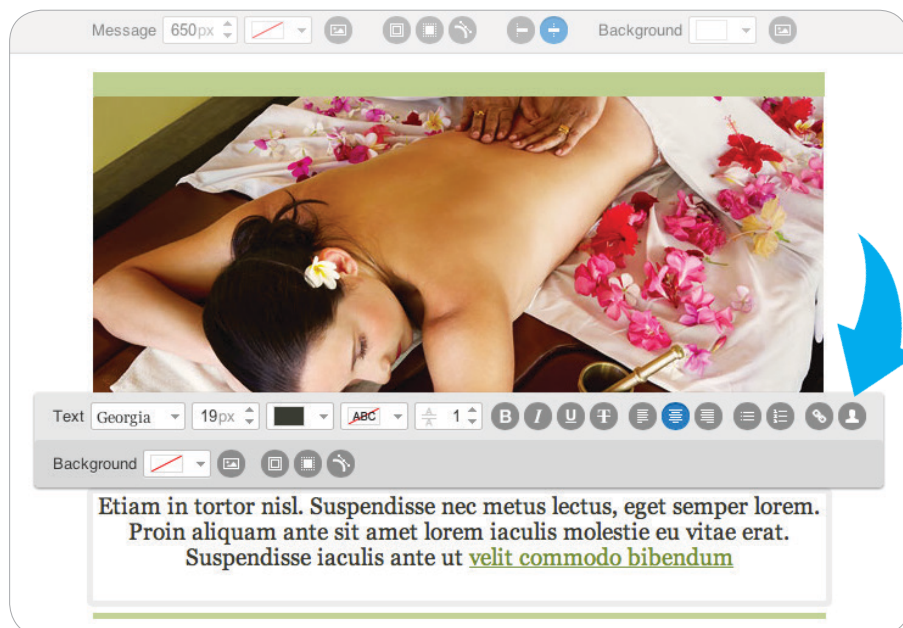 Message 650px Background
Text Georgia 19px ABC A A 1 B I U T
Background
Etiam in tortor nisl. Suspendisse nec metus lectus, eget semper lorem.
Proin aliquam ante sit amet lorem iaculis molestie eu vitae erat.
Suspendisse iaculis ante ut velit commodo bibendum